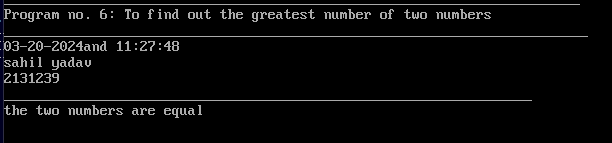 Program no. 6: To find out the greatest number of two numbers
03-20-2024and 11:27:48
sahil yadav
2131239
the two numbers are equal